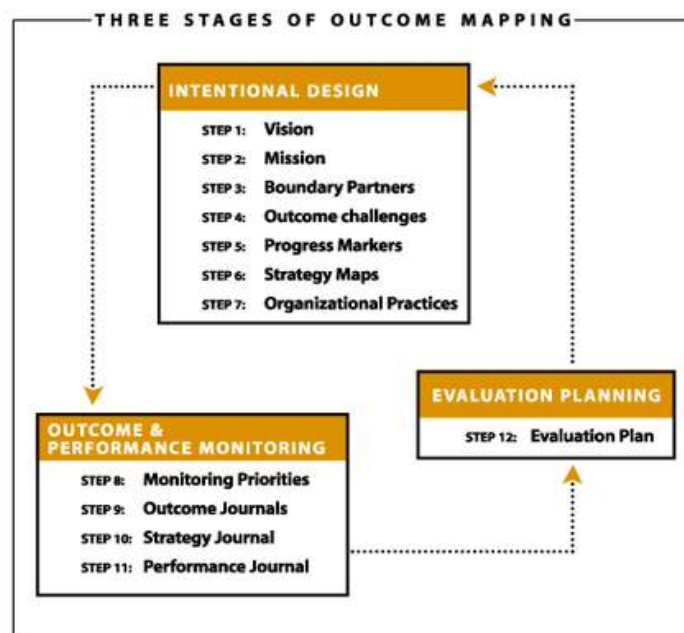 THREE STAGES OF OUTCOME MAPPING
INTENTIONAL DESIGN
STEP 1: Vision
STEP 2: Mission
STEP 3: Boundary Partners
STEP 4: Outcome challenges
STEP 5: Progress Markers
STEP 6: Strategy Maps
STEP 7: Organizational Practices
OUTCOME &
PERFORMANCE MONITORING
STEP 8: Monitoring Priorities
STEP 9: Outcome Journals
STEP 10: Strategy Journal
STEP 11: Performance Journal
EVALUATION PLANNING
STEP 12: Evaluation Plan